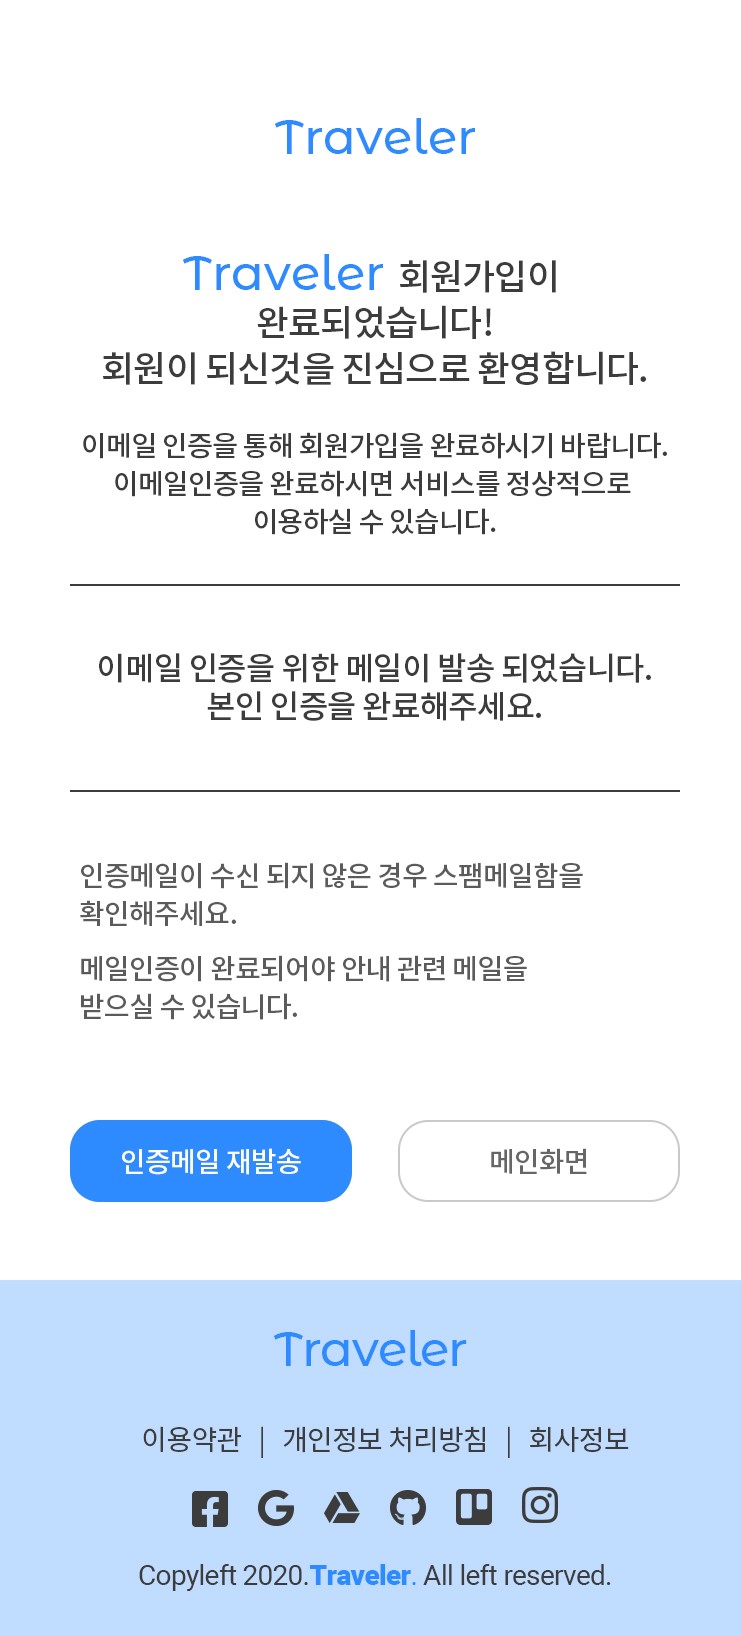 Traveler
Traveler 회원가입이
완료되었습니다!
회원이 되신것을 진심으로 환영합니다.
이메일 인증을 통해 회원가입을 완료하시기 바랍니다.
이메일인증을 완료하시면 서비스를 정상적으로
이용하실 수 있습니다.
이메일 인증을 위한 메일이 발송 되었습니다.
본인 인증을 완료해주세요.
인증메일이 수신 되지 않은 경우 스팸메일함을
확인해주세요.
메일인증이 완료되어야 안내 관련 메일을
받으실 수 있습니다.
인증메일 재발송 메인화면
Traveler
이용약관 | 개인정보 처리방침 | 회사정보
Copyleft 2020.Traveler. All left reserved.